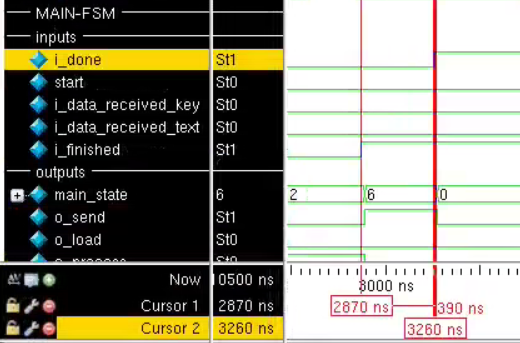 MAIN-FSM
inputs
i_done St1
start St0
i_data_received_key St0
i_data_received_text St0
i_finished St1
outputs
main_state 6 2 6 0
o_send St1
o_load St0
Now 10500 ns 3000 ns
Cursor 1 2870 ns 2870 ns 390 ns
Cursor 2 3260 ns 3260 ns